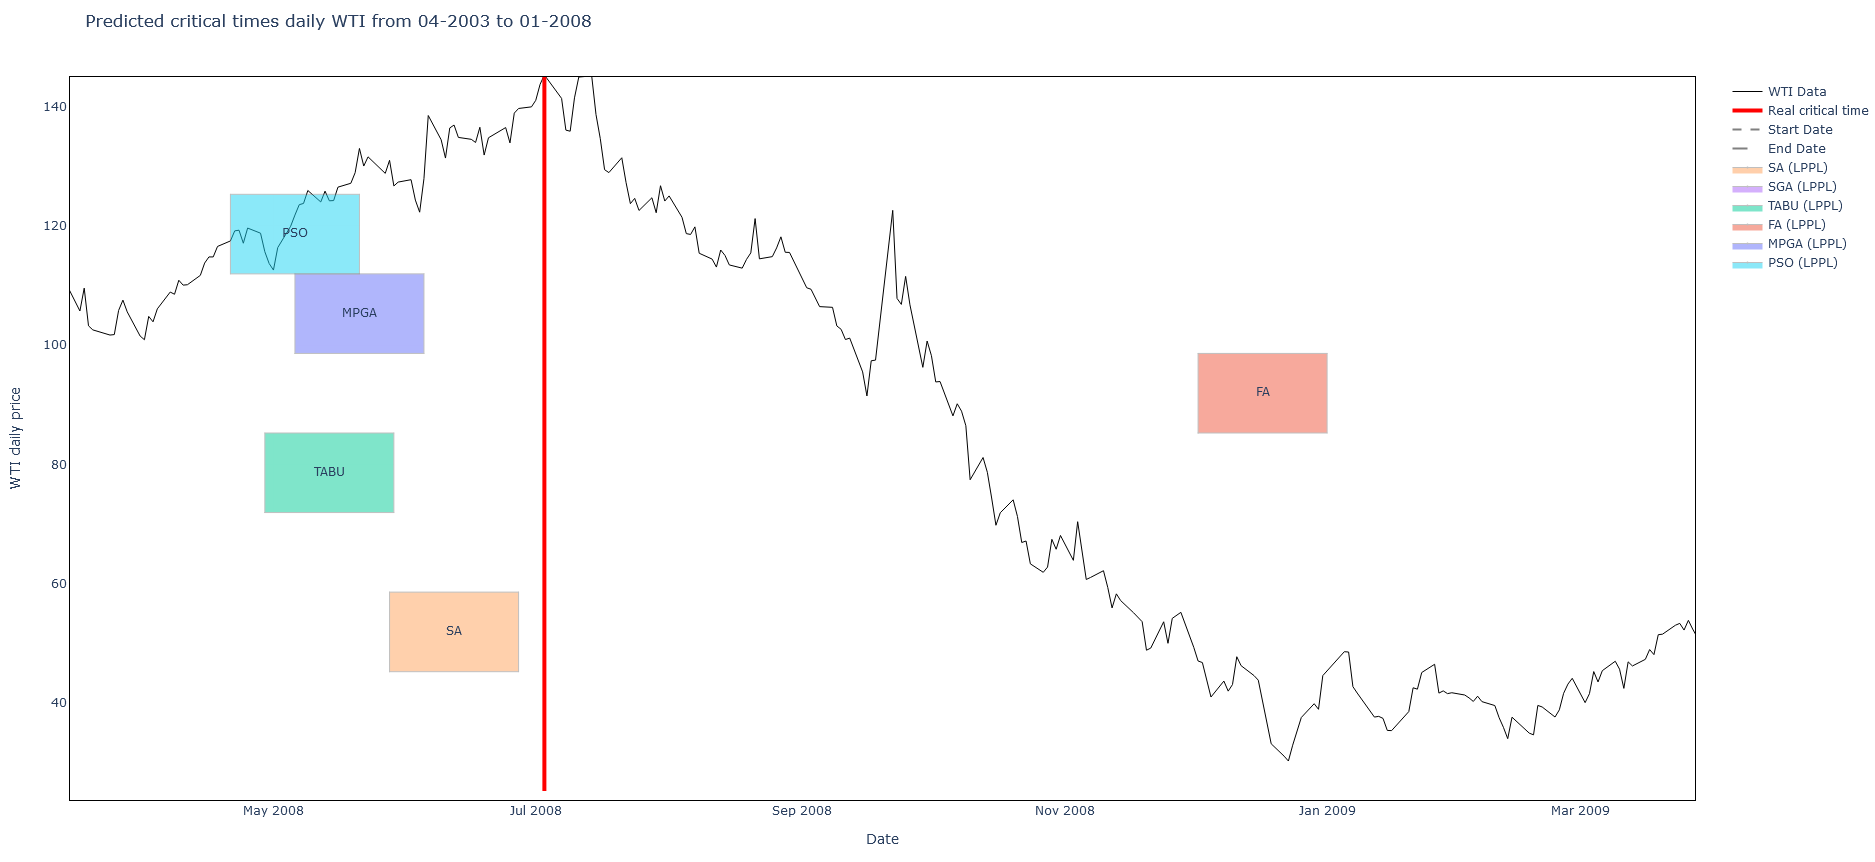 Predicted critical times daily WTI from 04-2003 to 01-2008
WTI Data
Real critical time
Start Date
End Date
SA (LPPL)
SGA (LPPL)
TABU (LPPL)
FA (LPPL)
MPGA (LPPL)
PSO (LPPL)
140
120
100
80
60
40
WTI daily price
PSO
MPGA
FA
TABU
SA
May 2008
Jul 2008
Sep 2008
Nov 2008
Jan 2009
Mar 2009
Date